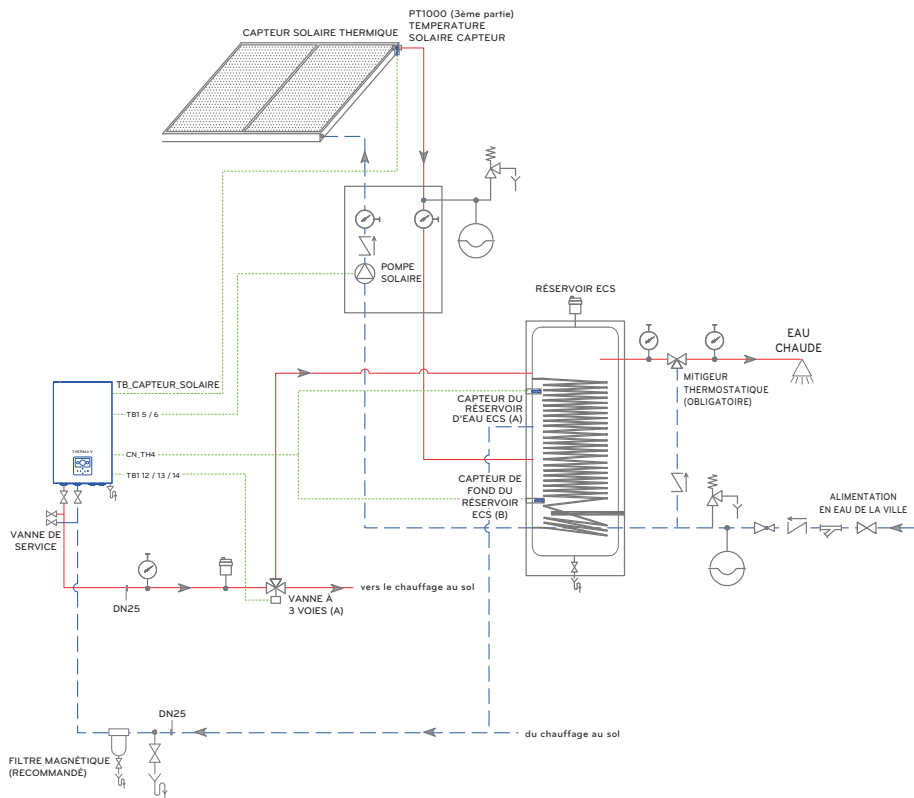 PT1000 (3ème partie)
TEMPERATURE
SOLAIRE CAPTEUR
CAPTEUR SOLAIRE THERMIQUE
POMPE
SOLAIRE
RÉSERVOIR ECS
EAU
CHAUDE
MITIGEUR
THERMOSTATIQUE
(OBLIGATOIRE)
TB_CAPTEUR_SOLAIRE
TB1 5 / 6
CN_TH4
TB1 12 / 13 / 14
THERMA V
CAPTEUR DU
RÉSERVOIR
D'EAU ECS (A)
CAPTEUR DE
FOND DU
RÉSERVOIR
ECS (B)
ALIMENTATION
EN EAU DE LA VILLE
VANNE DE
SERVICE
DN25
VANNE À
3 VOIES (A)
vers le chauffage au sol
DN25
du chauffage au sol
FILTRE MAGNÉTIQUE
(RECOMMANDÉ)